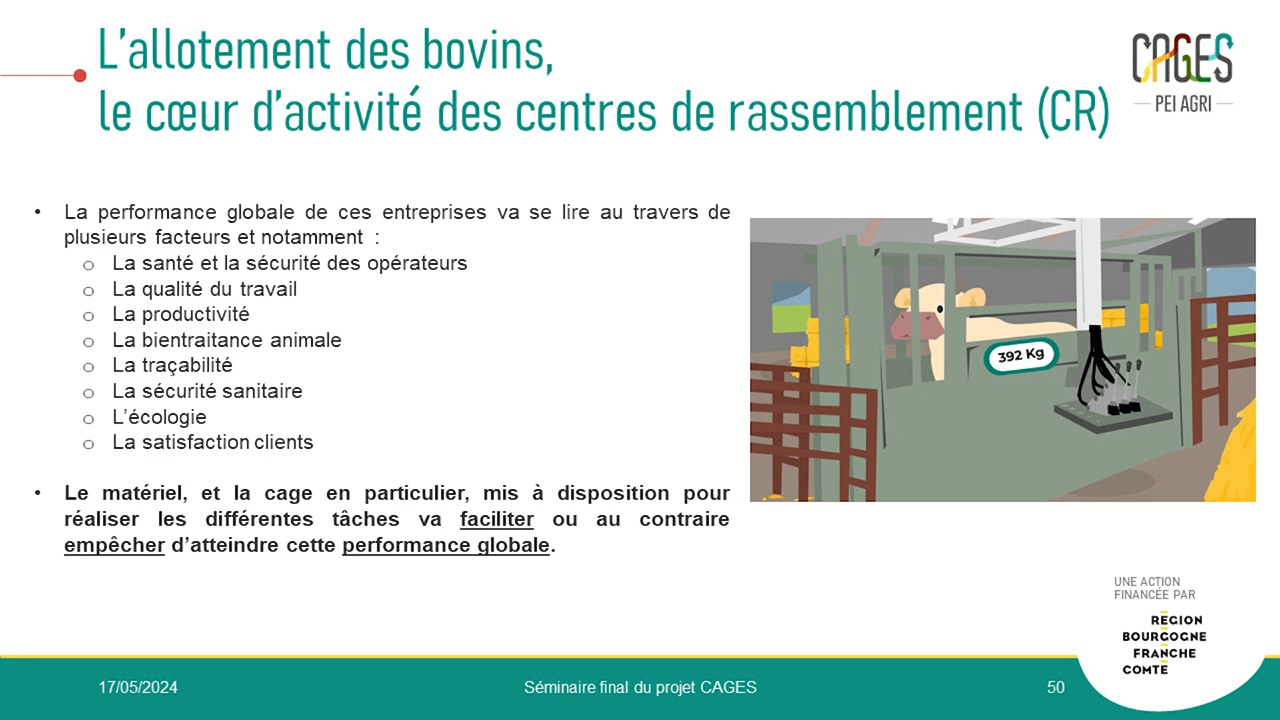 L'allotement des bovins,
le cœur d'activité des centres de rassemblement (CR)
CAGES
PEI AGRI
• La performance globale de ces entreprises va se lire au travers de
plusieurs facteurs et notamment :
o La santé et la sécurité des opérateurs
o La qualité du travail
o La productivité
o La bientraitance animale
o La traçabilité
o La sécurité sanitaire
o L'écologie
o La satisfaction clients
• Le matériel, et la cage en particulier, mis à disposition pour
réaliser les différentes tâches va faciliter ou au contraire
empêcher d'atteindre cette performance globale.
392 Kg
UNE ACTION
FINANCÉE PAR
RÉGION
BOURGOGNE
FRANCHE
COMTÉ
17/05/2024
Séminaire final du projet CAGES
50